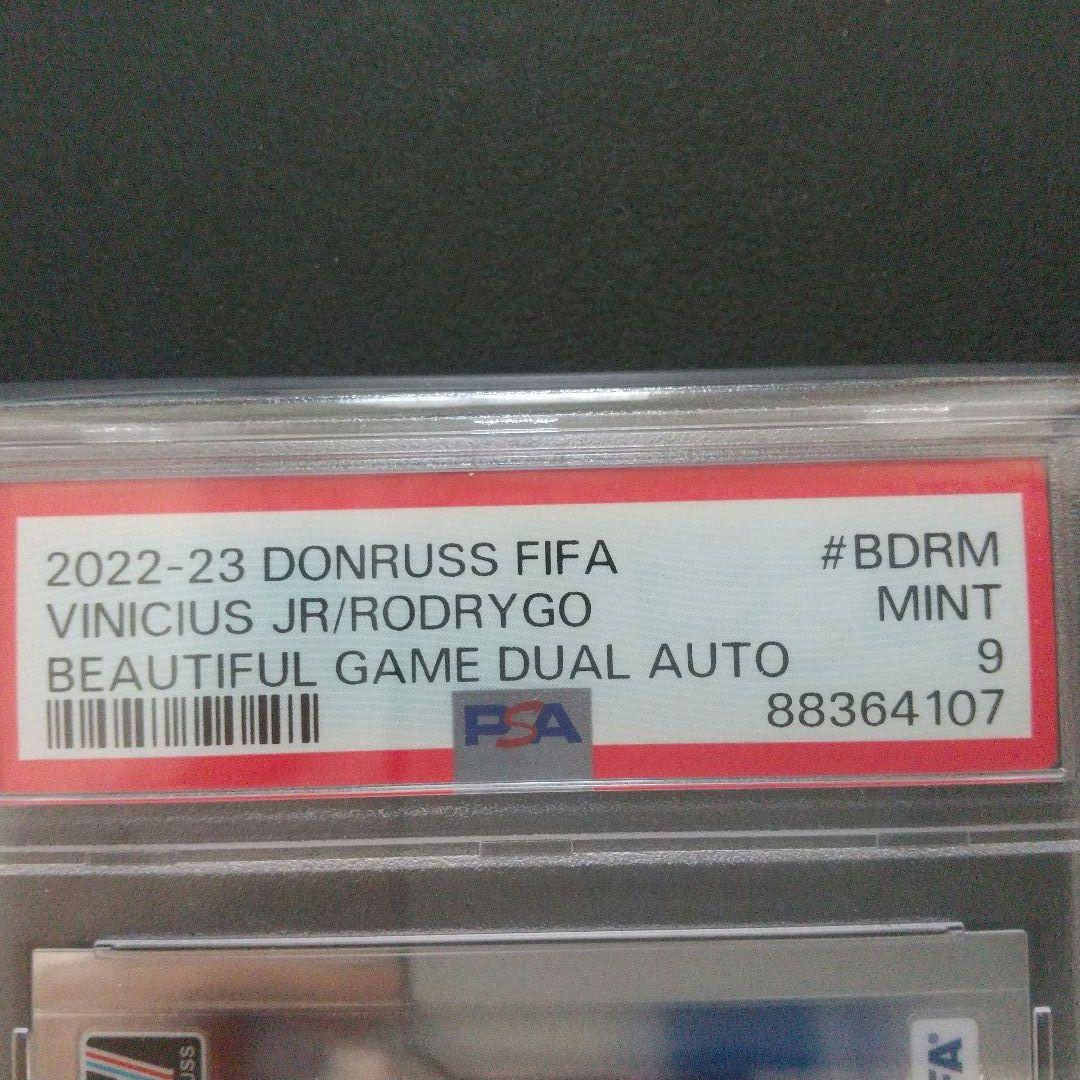 2022-23 DONRUSS FIFA #BDRM
VINICIUS JR/RODRYGO MINT
BEAUTIFUL GAME DUAL AUTO 9
PSA 88364107